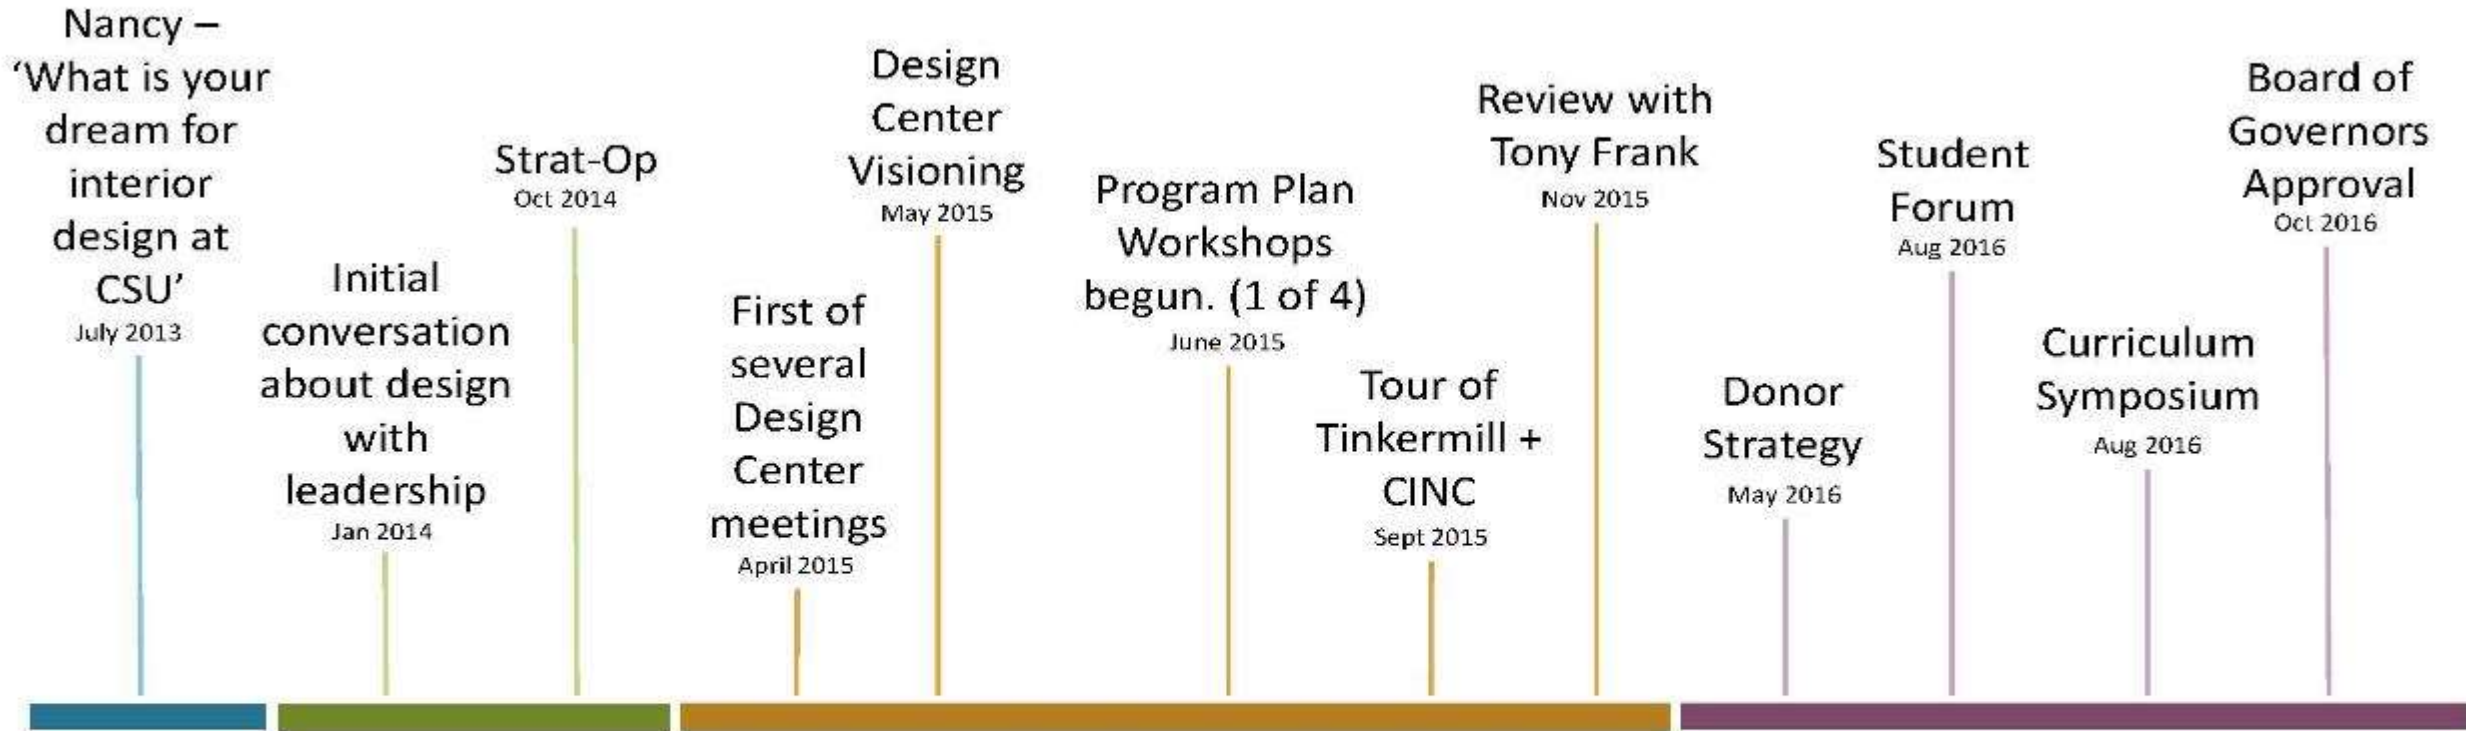 Nancy –
‘What is your
dream for
interior
design at
CSU’
July 2013
Initial
conversation
about design
with
leadership
Jan 2014
Strat-Op
Oct 2014
First of
several
Design
Center
meetings
April 2015
Design
Center
Visioning
May 2015
Program Plan
Workshops
begun. (1 of 4)
June 2015
Tour of
Tinkermill +
CINC
Sept 2015
Review with
Tony Frank
Nov 2015
Donor
Strategy
May 2016
Student
Forum
Aug 2016
Curriculum
Symposium
Aug 2016
Board of
Governors
Approval
Oct 2016